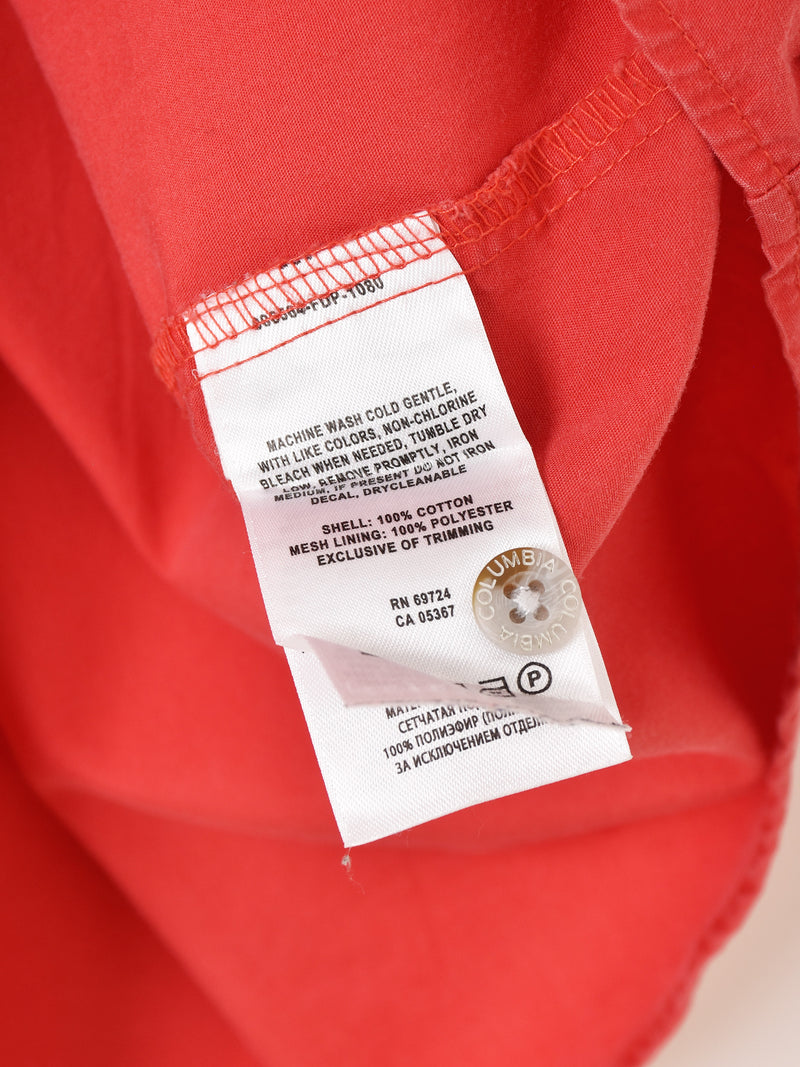 -FDP-1080
MACHINE WASH COLD GENTLE,
WITH LIKE COLORS, NON-CHLORINE
BLEACH WHEN NEEDED, TUMBLE DRY
LOW, REMOVE PROMPTLY, IRON
MEDIUM, IF PRESENT DO NOT IRON
DECAL, DRYCLEANABLE
SHELL: 100% COTTON
MESH LINING: 100% POLYESTER
EXCLUSIVE OF TRIMMING
RN 69724
CA 05367
COLUMBIA
COLUMBIA
P
СЕТЧАТАЯ
100% ПОЛИЭФИР
ЗА ИСКЛЮЧЕНИЕМ